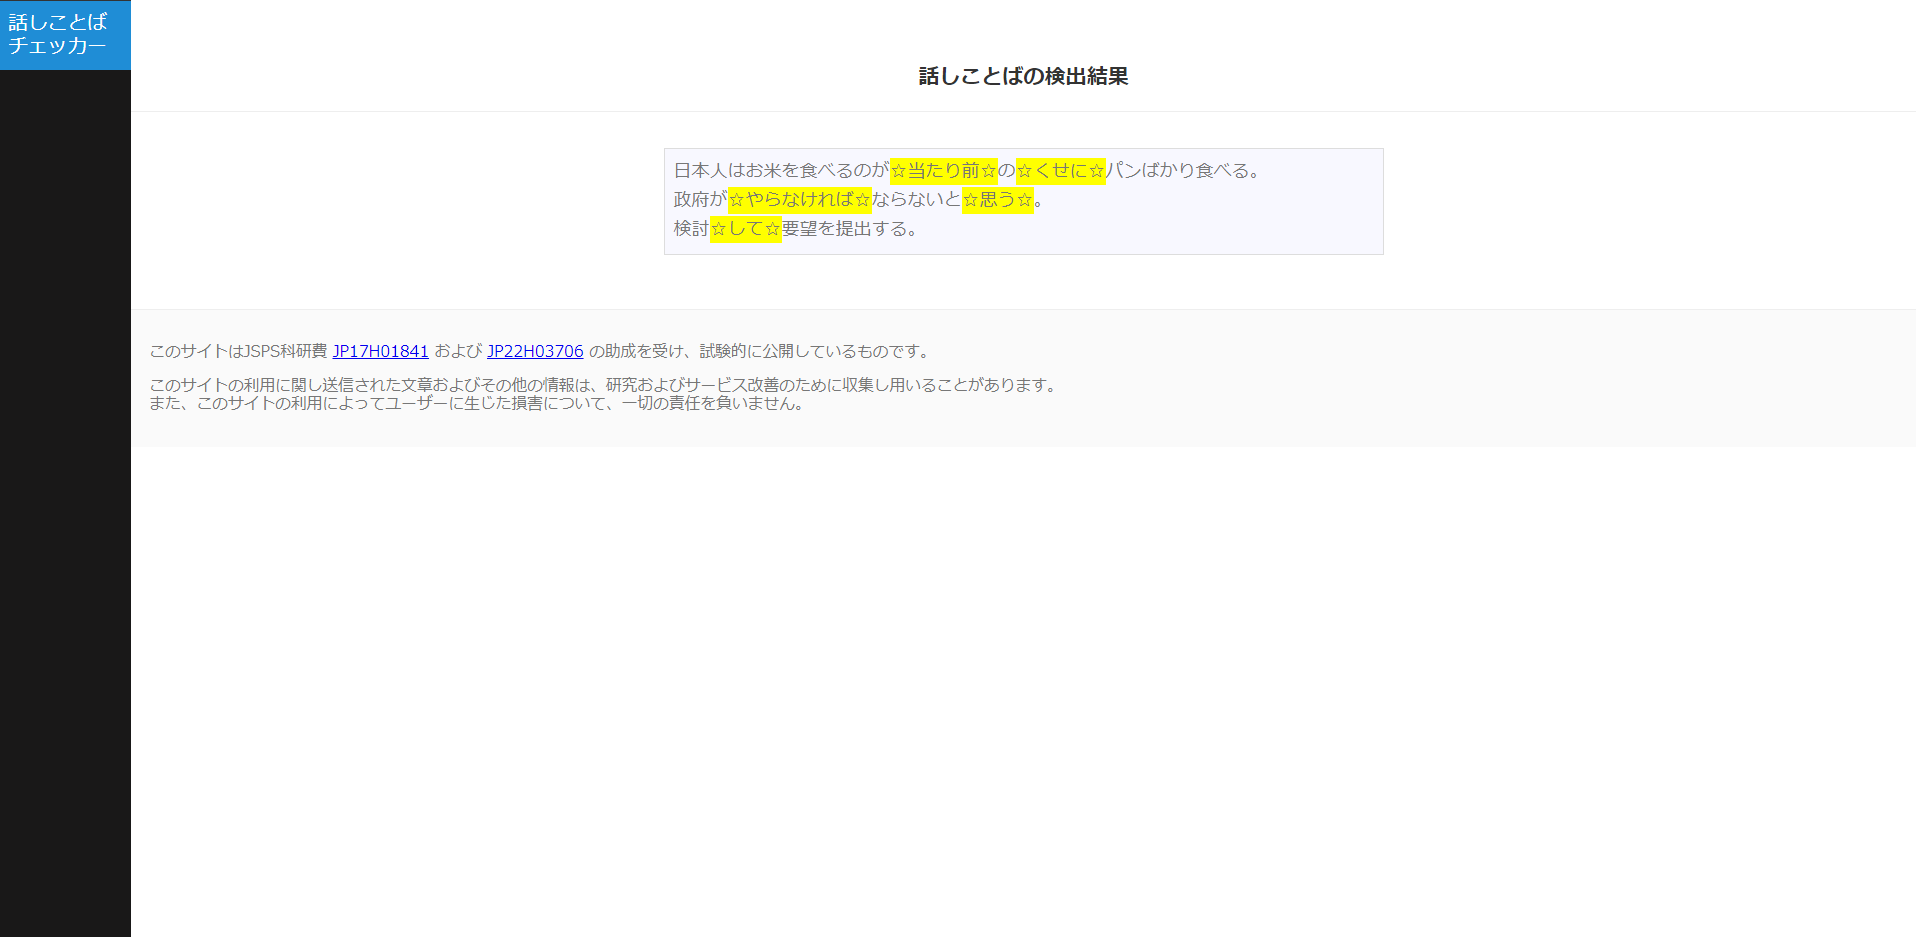 話しことば
チェッカー
話しことばの検出結果
日本人はお米を食べるのが☆当たり前☆の☆くせに☆パンばかり食べる。
政府が☆やらなければ☆ならないと☆思う☆。
検討☆して☆要望を提出する。
このサイトはJSPS科研費 JP17H01841 および JP22H03706 の助成を受け、試験的に公開しているものです。
このサイトの利用に関し送信された文章およびその他の情報は、研究およびサービス改善のために収集し用いることがあります。
また、このサイトの利用によってユーザーに生じた損害について、一切の責任を負いません。